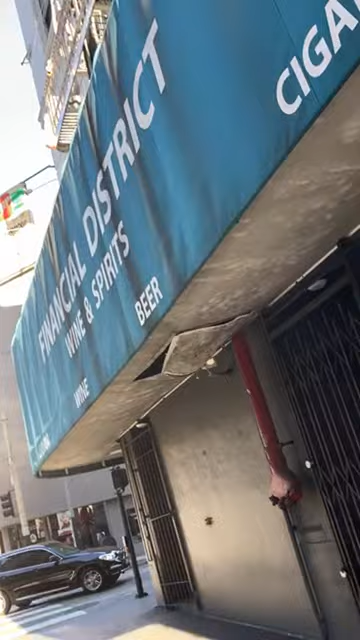 FINANCIAL DISTRICT
WINE & SPIRITS
CIGA
WINE
BEER